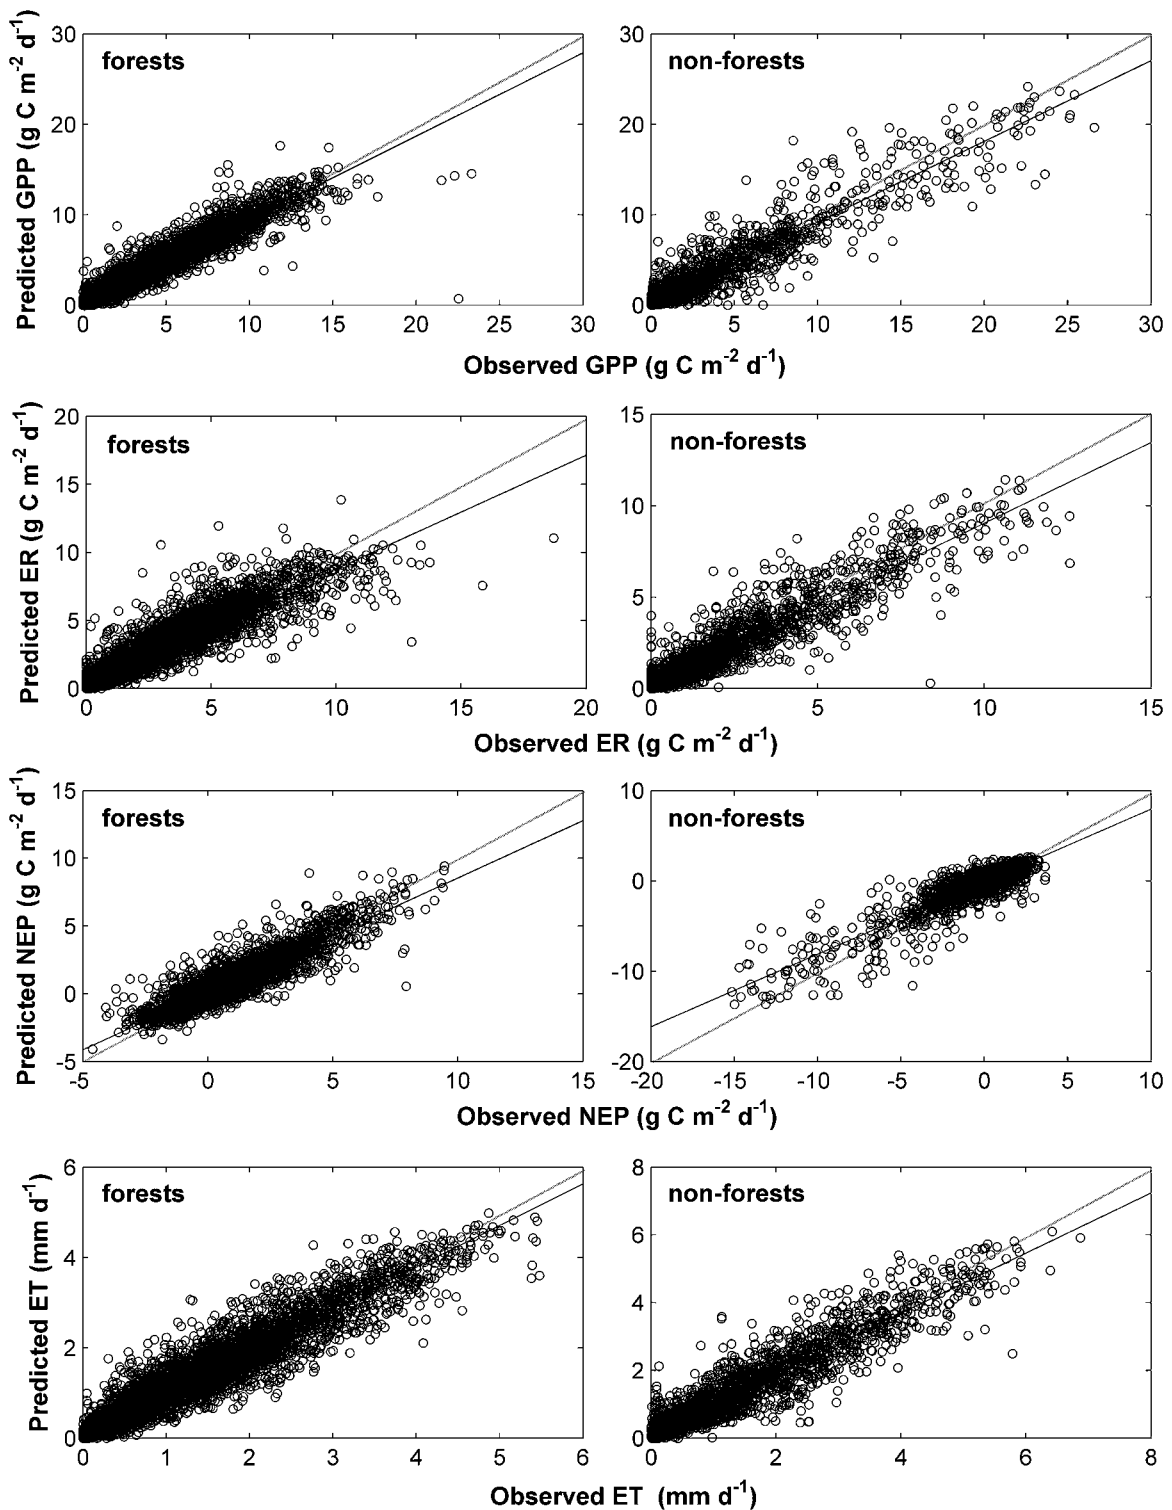 Predicted GPP (g C m⁻² d⁻¹)
30
20
10
0
forests
0 5 10 15 20 25 30
30
20
10
0
non-forests
0 5 10 15 20 25 30
Observed GPP (g C m⁻² d⁻¹)
Predicted ER (g C m⁻² d⁻¹)
20
15
10
5
0
forests
0 5 10 15 20
15
10
5
0
non-forests
0 5 10 15
Observed ER (g C m⁻² d⁻¹)
Predicted NEP (g C m⁻² d⁻¹)
15
10
5
0
-5
forests
-5 0 5 10 15
10
0
-10
-20
non-forests
-20 -15 -10 -5 0 5 10
Observed NEP (g C m⁻² d⁻¹)
Predicted ET (mm d⁻¹)
6
4
2
0
forests
0 1 2 3 4 5 6
8
6
4
2
0
non-forests
0 2 4 6 8
Observed ET (mm d⁻¹)